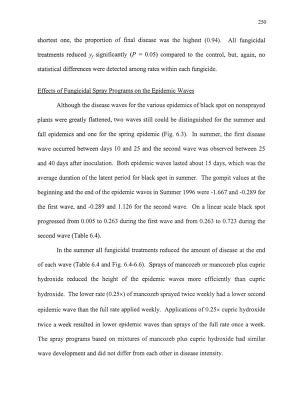 250
shortest one, the proportion of final disease was the highest (0.94). All fungicidal
treatments reduced yf significantly (P = 0.05) compared to the control, but, again, no
statistical differences were detected among rates within each fungicide.
Effects of Fungicidal Spray Programs on the Epidemic Waves
Although the disease waves for the various epidemics of black spot on nonsprayed
plants were greatly flattened, two waves still could be distinguished for the summer and
fall epidemics and one for the spring epidemic (Fig. 6.3). In summer, the first disease
wave occurred between days 10 and 25 and the second wave was observed between 25
and 40 days after inoculation. Both epidemic waves lasted about 15 days, which was the
average duration of the latent period for black spot in summer. The gompit values at the
beginning and the end of the epidemic waves in Summer 1996 were -1.667 and -0.289 for
the first wave, and -0.289 and 1.126 for the second wave. On a linear scale black spot
progressed from 0.005 to 0.263 during the first wave and from 0.263 to 0.723 during the
second wave (Table 6.4).
In the summer all fungicidal treatments reduced the amount of disease at the end
of each wave (Table 6.4 and Fig. 6.4-6.6). Sprays of mancozeb or mancozeb plus cupric
hydroxide reduced the height of the epidemic waves more efficiently than cupric
hydroxide. The lower rate (0.25×) of mancozeb sprayed twice weekly had a lower second
epidemic wave than the full rate applied weekly. Applications of 0.25× cupric hydroxide
twice a week resulted in lower epidemic waves than sprays of the full rate once a week.
The spray programs based on mixtures of mancozeb plus cupric hydroxide had similar
wave development and did not differ from each other in disease intensity.